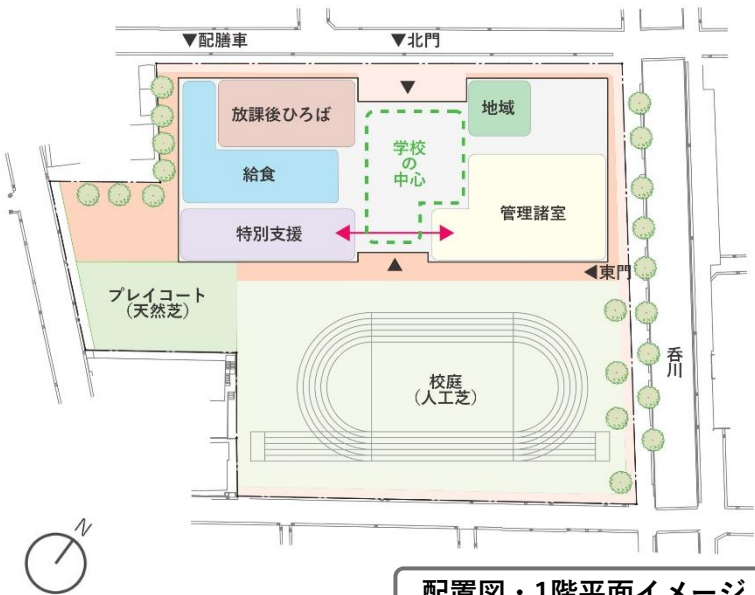 ▼配膳車
▼北門
▼
放課後ひろば
地域
学校
の
中心
給食
管理諸室
特別支援
▲
◀東門
プレイコート
(天然芝)
呑川
校庭
(人工芝)
N
配置図・1階平面イメージ